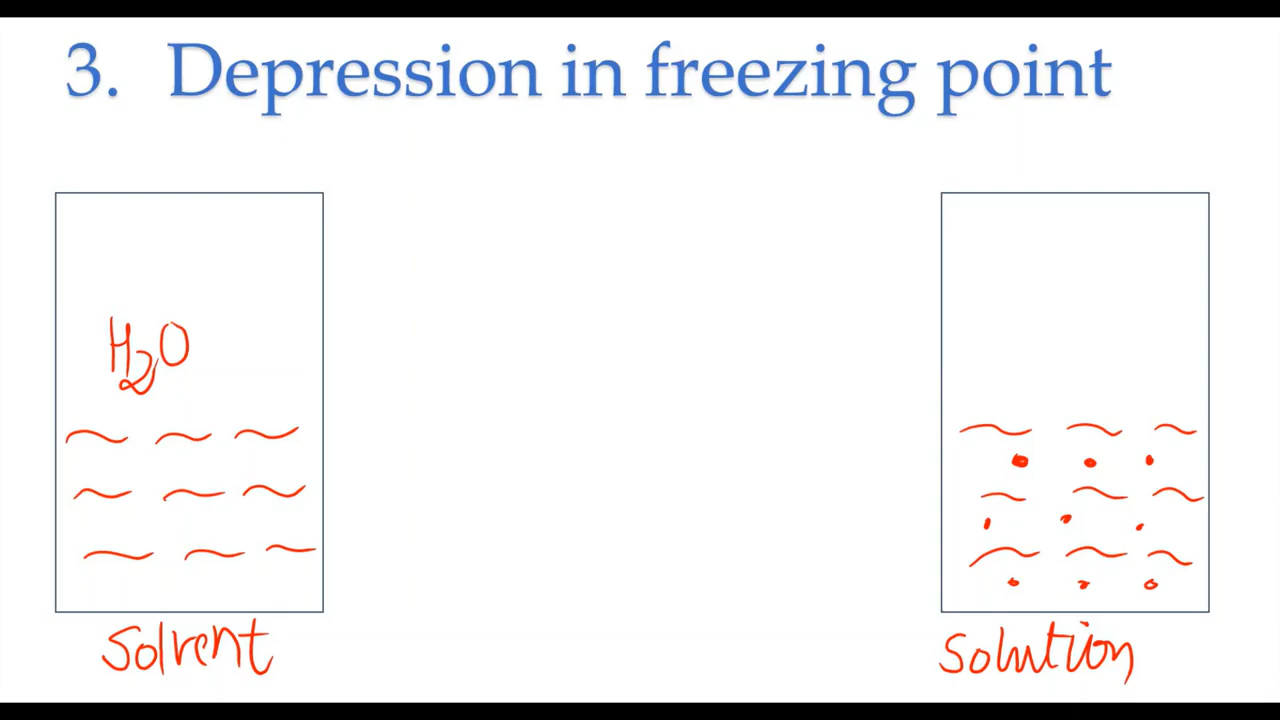 3. Depression in freezing point
H₂O
Solvent
Solution